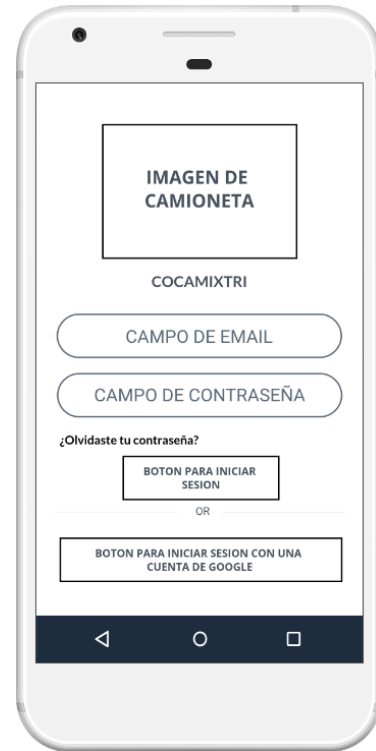 IMAGEN DE
CAMIONETA
COCAMIXTRI
CAMPO DE EMAIL
CAMPO DE CONTRASEÑA
¿Olvidaste tu contraseña?
BOTON PARA INICIAR
SESION
OR
BOTON PARA INICIAR SESION CON UNA
CUENTA DE GOOGLE